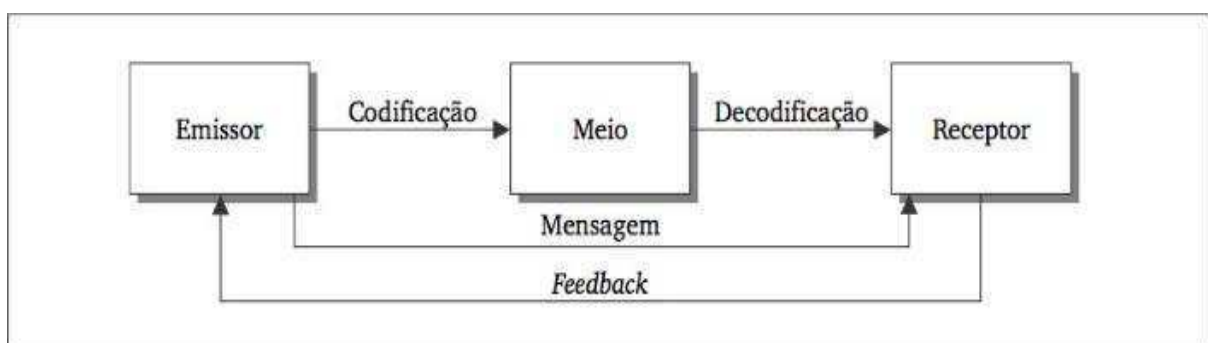 Emissor
Codificação
Meio
Decodificação
Receptor
Mensagem
Feedback